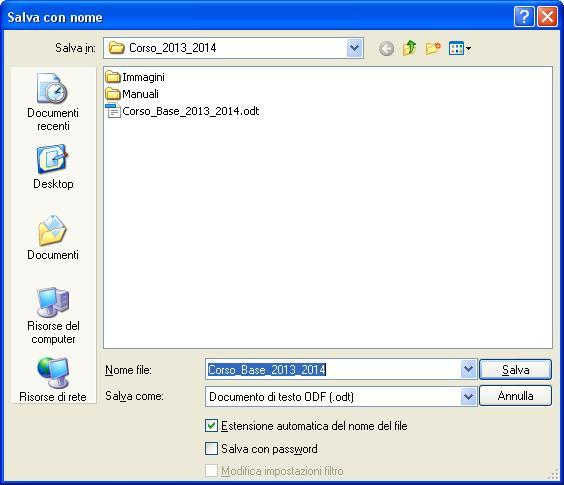 Salva con nome
Salva in: Corso_2013_2014
Documenti recenti
Desktop
Documenti
Risorse del computer
Risorse di rete
Immagini
Manuali
Corso_Base_2013_2014.odt
Nome file: Corso_Base_2013_2014 Salva
Salva come: Documento di testo ODF (.odt) Annulla
Estensione automatica del nome del file
Salva con password
Modifica impostazioni filtro